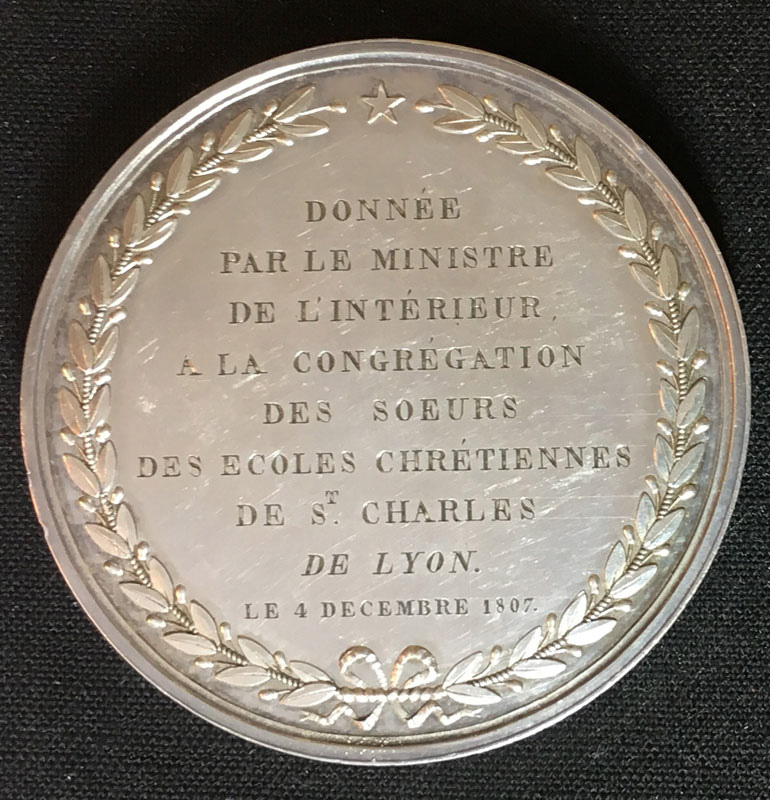 DONNÉE
PAR LE MINISTRE
DE L'INTÉRIEUR,
A LA CONGRÉGATION
DES SOEURS
DES ECOLES CHRÉTIENNES
DE ST. CHARLES
DE LYON.
LE 4 DECEMBRE 1807.